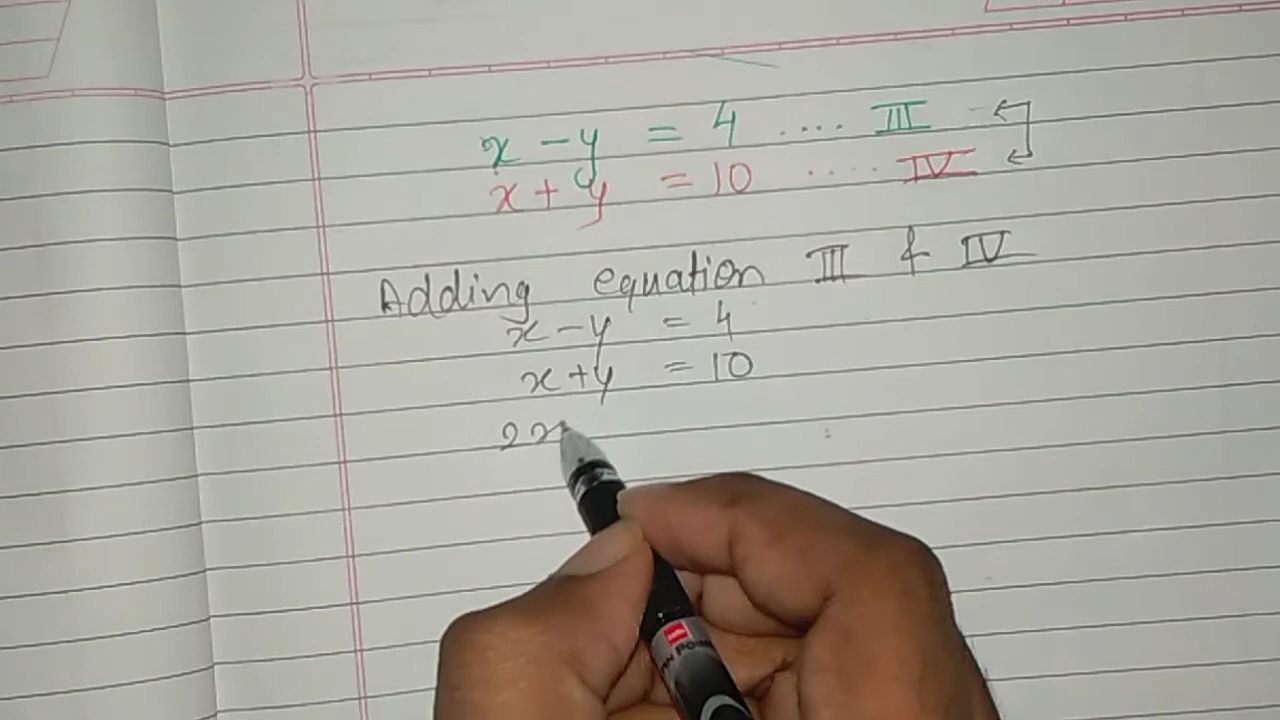 x - y = 4 .... III
x + y = 10 .... IV
Adding equation III & IV
x - y = 4
x + y = 10
2x